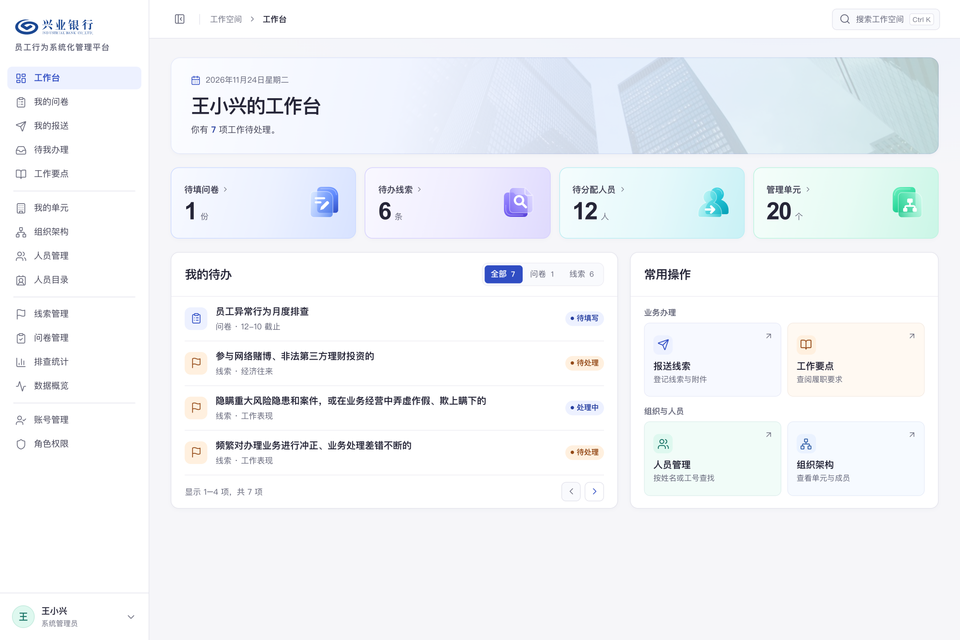 兴业银行
员工行为系统化管理平台
工作台
我的问卷
我的报送
待我办理
工作要点
我的单元
组织架构
人员管理
人员目录
线索管理
问卷管理
排查统计
数据概览
账号管理
角色权限
王
王小兴
系统管理员
工作空间 > 工作台
搜索工作空间 Ctrl K
2026年11月24日星期二
王小兴的工作台
你有 7 项工作待处理。
待填问卷 >
1 份
待办线索 >
6 条
待分配人员 >
12 人
管理单元 >
20 个
我的待办
全部 7 问卷 1 线索 6
员工异常行为月度排查
问卷 · 12-10 截止
待填写
参与网络赌博、非法第三方理财投资的
线索 · 经济往来
待处理
隐瞒重大风险隐患和案件，或在业务经营中弄虚作假、欺上瞒下的
线索 · 工作表现
处理中
频繁对办理业务进行冲正、业务处理差错不断的
线索 · 工作表现
待处理
显示 1—4 项，共 7 项
常用操作
业务办理
报送线索
登记线索与附件
工作要点
查阅履职要求
组织与人员
人员管理
按姓名或工号查找
组织架构
查看单元与成员